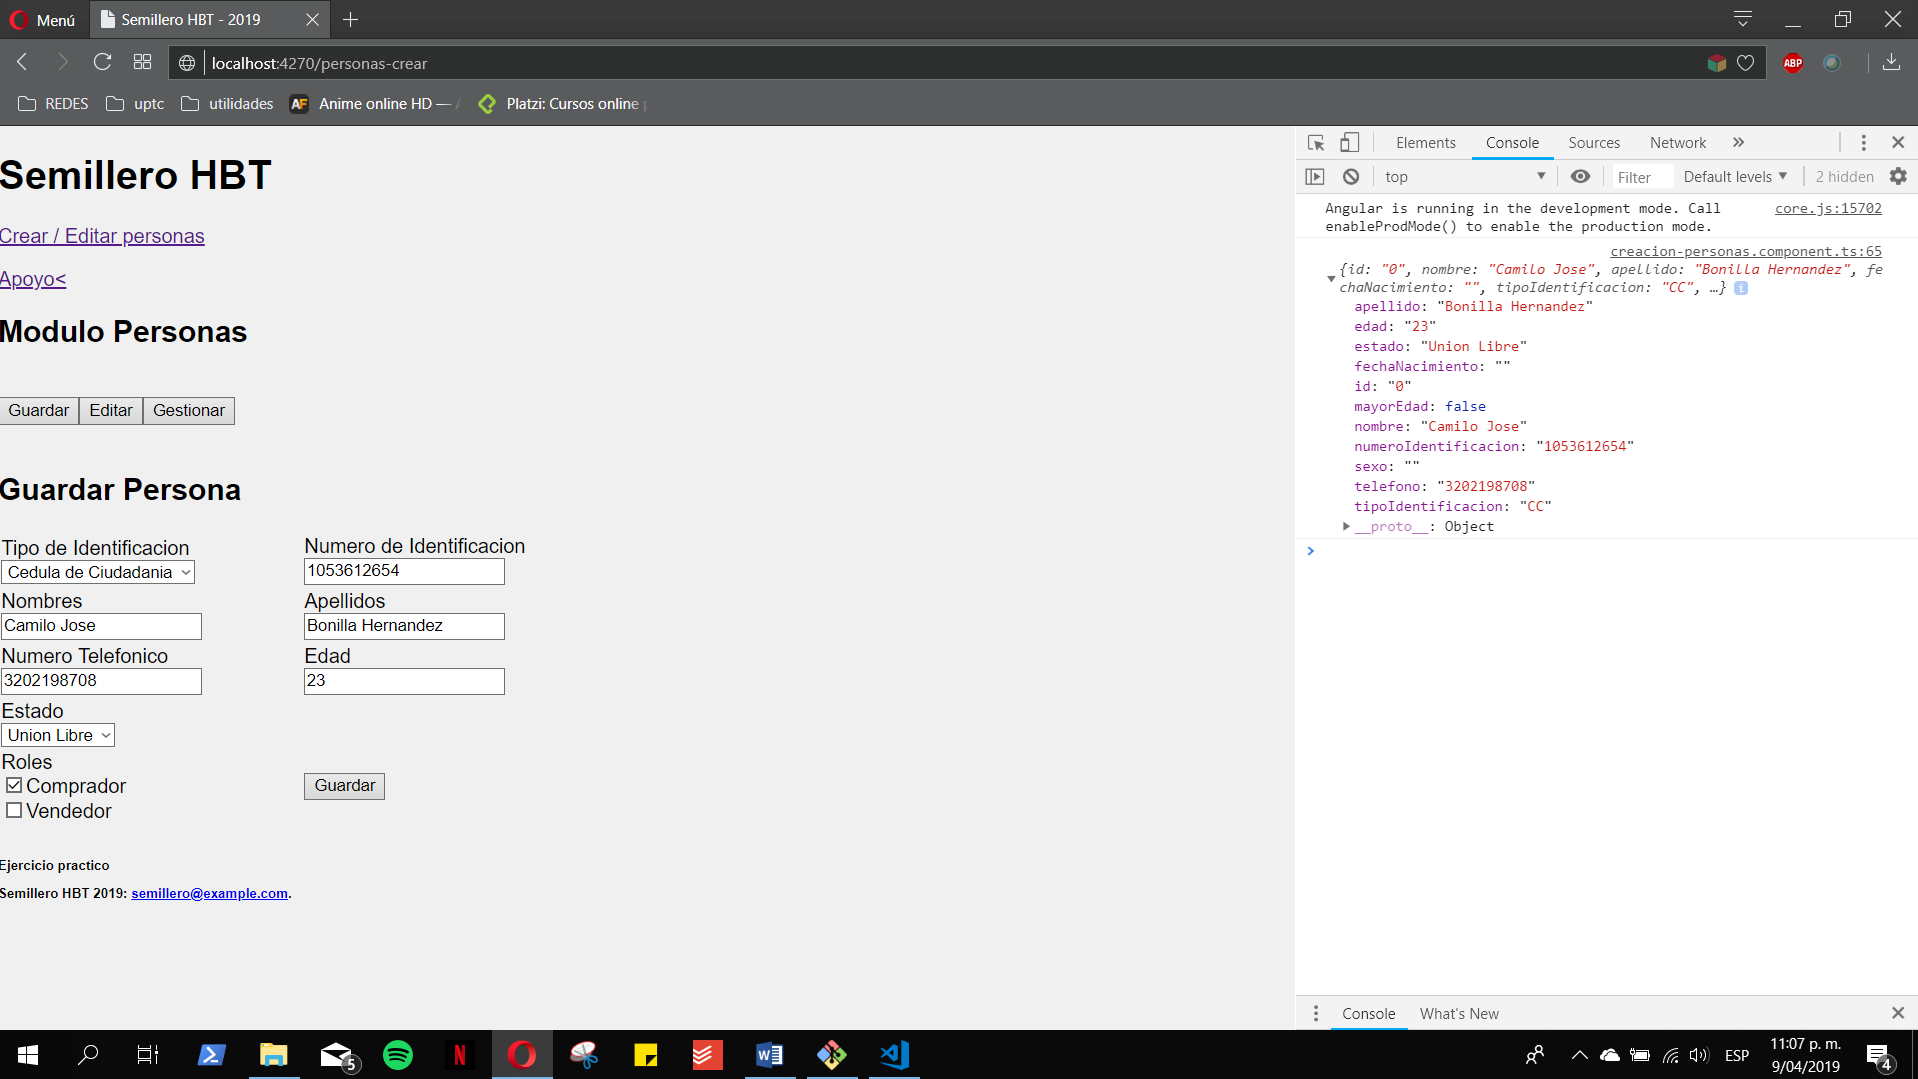 Menú
Semillero HBT - 2019
localhost:4270/personas-crear
ABP
REDES
uptc
utilidades
AF
Anime online HD —
Platzi: Cursos online
Semillero HBT
Crear / Editar personas
Apoyo<
Modulo Personas
Guardar
Editar
Gestionar
Guardar Persona
Tipo de Identificacion
Numero de Identificacion
Cedula de Ciudadania
1053612654
Nombres
Apellidos
Camilo Jose
Bonilla Hernandez
Numero Telefonico
Edad
3202198708
23
Estado
Union Libre
Roles
Comprador
Guardar
Vendedor
Ejercicio practico
Semillero HBT 2019: semillero@example.com.
Elements
Console
Sources
Network
top
Filter
Default levels
2 hidden
Angular is running in the development mode. Call
core.js:15702
enableProdMode() to enable the production mode.
creacion-personas.component.ts:65
{id: "0", nombre: "Camilo Jose", apellido: "Bonilla Hernandez", fe
chaNacimiento: "", tipoIdentificacion: "CC", …}
apellido: "Bonilla Hernandez"
edad: "23"
estado: "Union Libre"
fechaNacimiento: ""
id: "0"
mayorEdad: false
nombre: "Camilo Jose"
numeroIdentificacion: "1053612654"
sexo: ""
telefono: "3202198708"
tipoIdentificacion: "CC"
__proto__: Object
Console
What's New
5
ESP
11:07 p. m.
9/04/2019
4